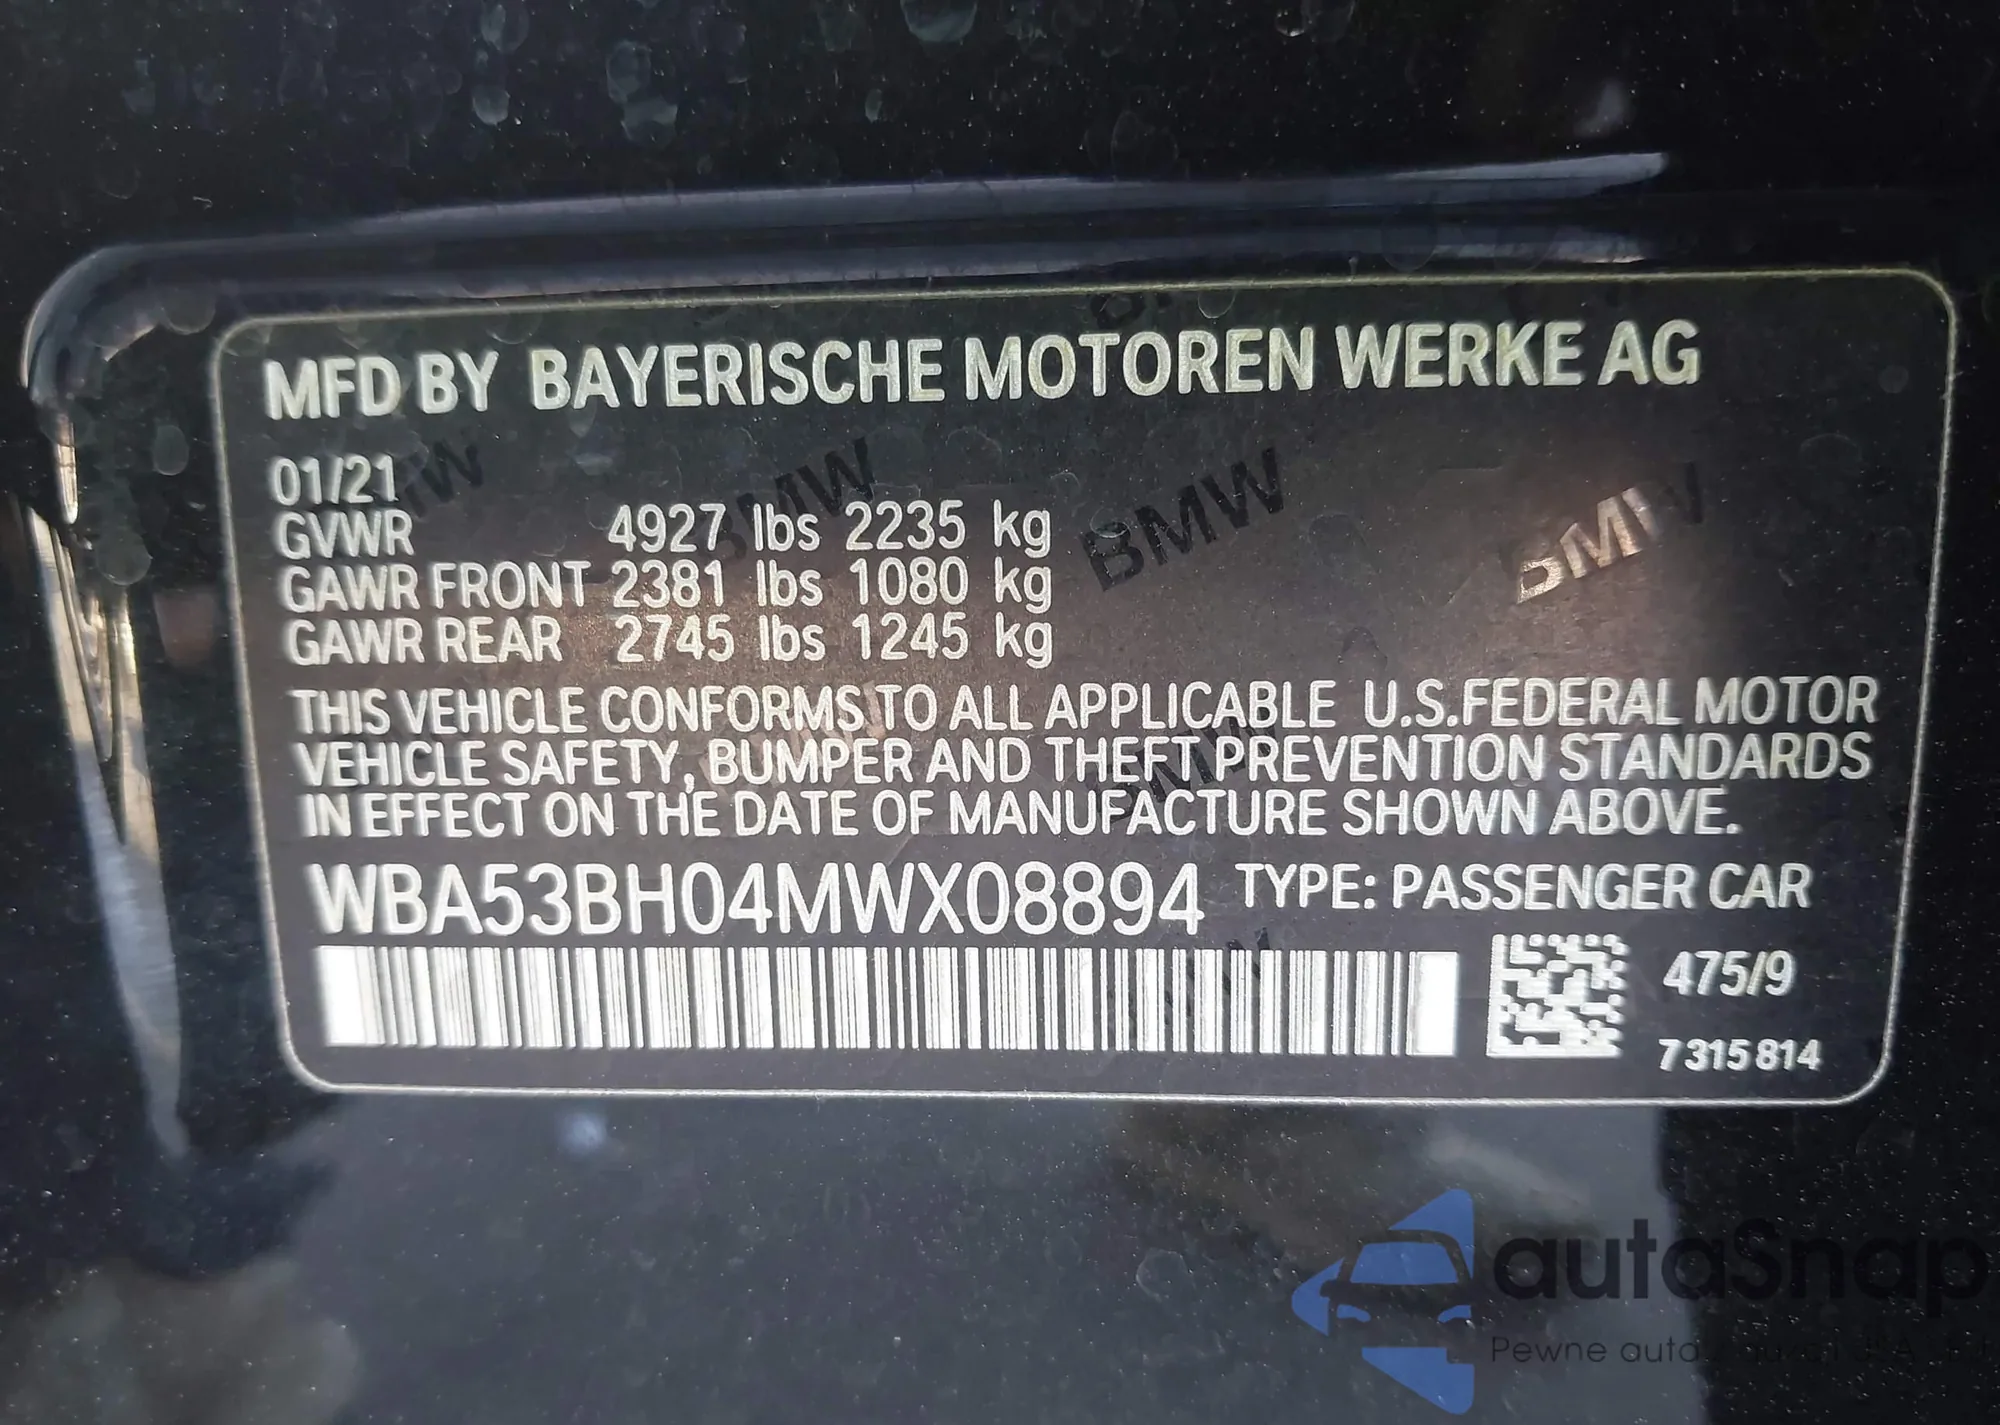 MFD BY BAYERISCHE MOTOREN WERKE AG
01/21
GVWR 4927 lbs 2235 kg
GAWR FRONT 2381 lbs 1080 kg
GAWR REAR 2745 lbs 1245 kg
THIS VEHICLE CONFORMS TO ALL APPLICABLE U.S.FEDERAL MOTOR
VEHICLE SAFETY, BUMPER AND THEFT PREVENTION STANDARDS
IN EFFECT ON THE DATE OF MANUFACTURE SHOWN ABOVE.
WBA53BH04MWX08894 TYPE: PASSENGER CAR
475/9
7315814
BMW
BMW
BMW
autaSnap
Pewne auta